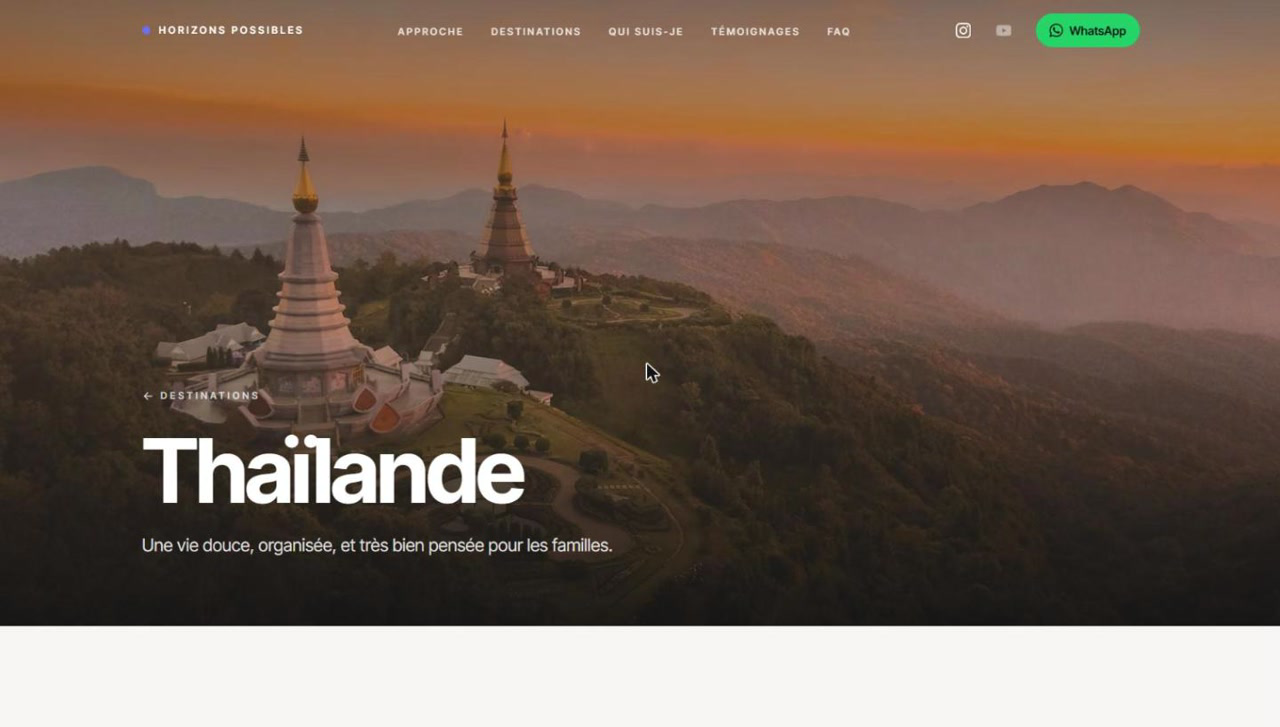 HORIZONS POSSIBLES
APPROCHE
DESTINATIONS
QUI SUIS-JE
TÉMOIGNAGES
FAQ
WhatsApp
← DESTINATIONS
Thaïlande
Une vie douce, organisée, et très bien pensée pour les familles.